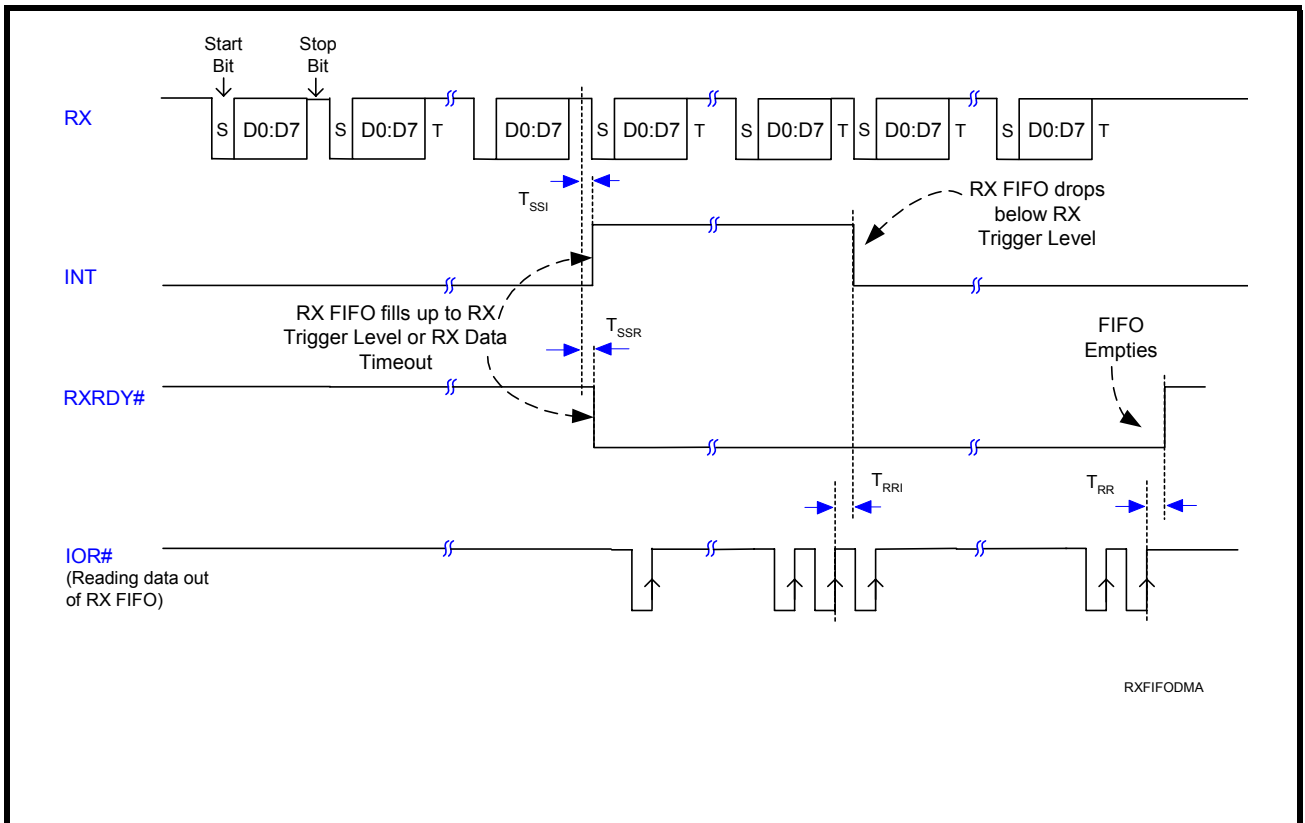 Start
Bit
Stop
Bit
RX
S D0:D7 S D0:D7 T D0:D7 S D0:D7 T S D0:D7 T S D0:D7 T S D0:D7 T
TSSI
RX FIFO drops
below RX
Trigger Level
INT
RX FIFO fills up to RX
Trigger Level or RX Data
Timeout
TSSR
FIFO
Empties
RXRDY#
TRRI
TRR
IOR#
(Reading data out
of RX FIFO)
RXFIFODMA